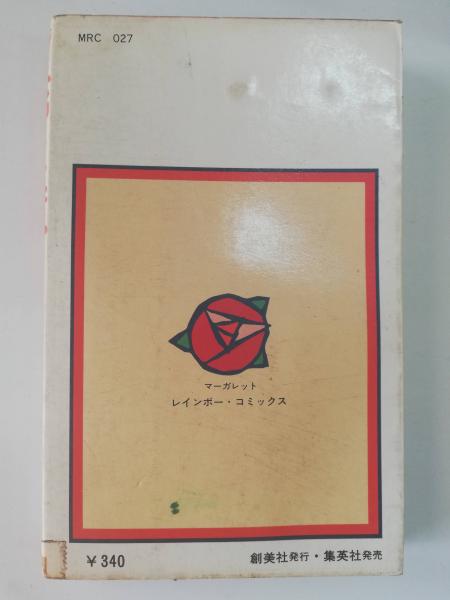 MRC 027
マーガレット
レインボー・コミックス
¥340
創美社発行・集英社発売